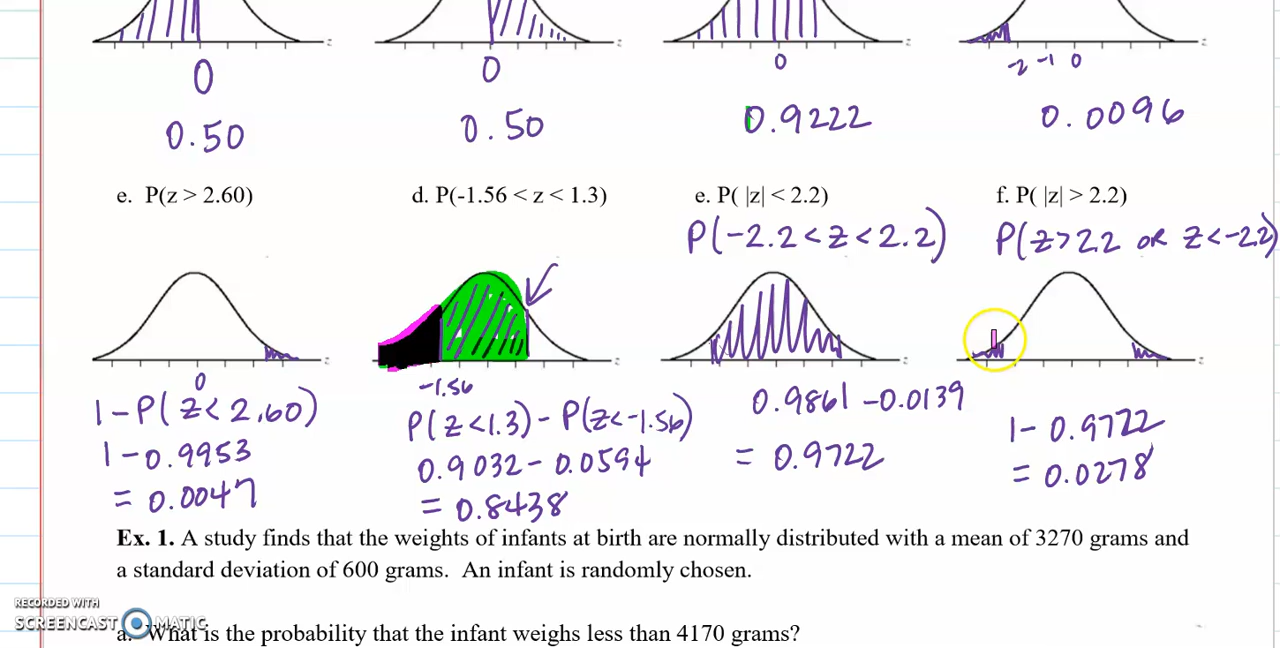 0 0 0 -2 -1 0
0.50 0.50 0.9222 0.0096
e. P(z > 2.60) d. P(-1.56 < z < 1.3) e. P( |z| < 2.2) f. P( |z| > 2.2)
P(-2.2 < z < 2.2) P(z > 2.2 or z < -2.2)
z z z z
0 -1.56
1 - P(z < 2.60) P(z < 1.3) - P(z < -1.56) 0.9861 - 0.0139 1 - 0.9722
1 - 0.9953 0.9032 - 0.0594 = 0.9722 = 0.0278
= 0.0047 = 0.8438
Ex. 1. A study finds that the weights of infants at birth are normally distributed with a mean of 3270 grams and
a standard deviation of 600 grams. An infant is randomly chosen.
RECORDED WITH
SCREENCAST MATIC
a. What is the probability that the infant weighs less than 4170 grams?